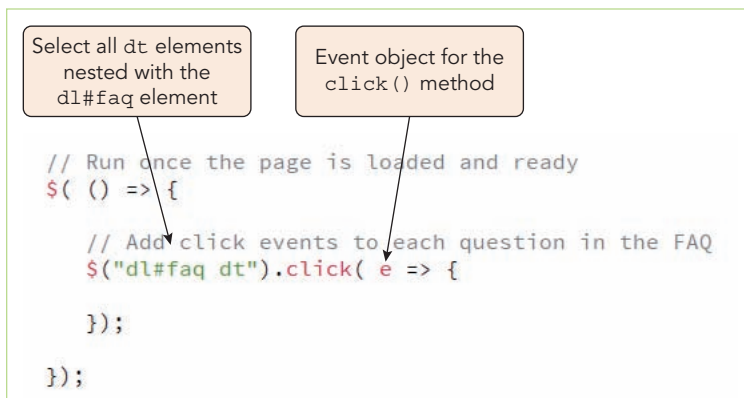 Select all dt elements
nested with the
dl#faq element
Event object for the
click() method
// Run once the page is loaded and ready
$( () => {
// Add click events to each question in the FAQ
$("dl#faq dt").click( e => {
});
});